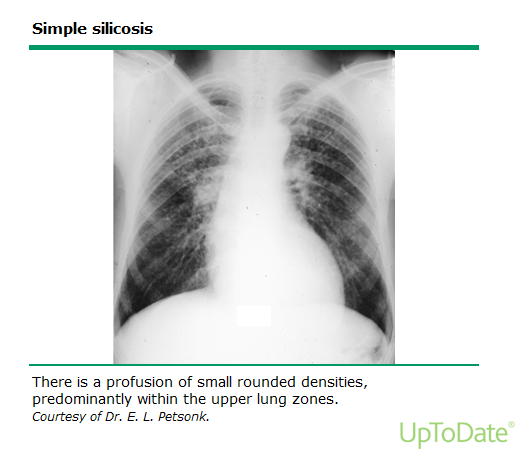 Simple silicosis
There is a profusion of small rounded densities,
predominantly within the upper lung zones.
Courtesy of Dr. E. L. Petsonk.
UpToDate®